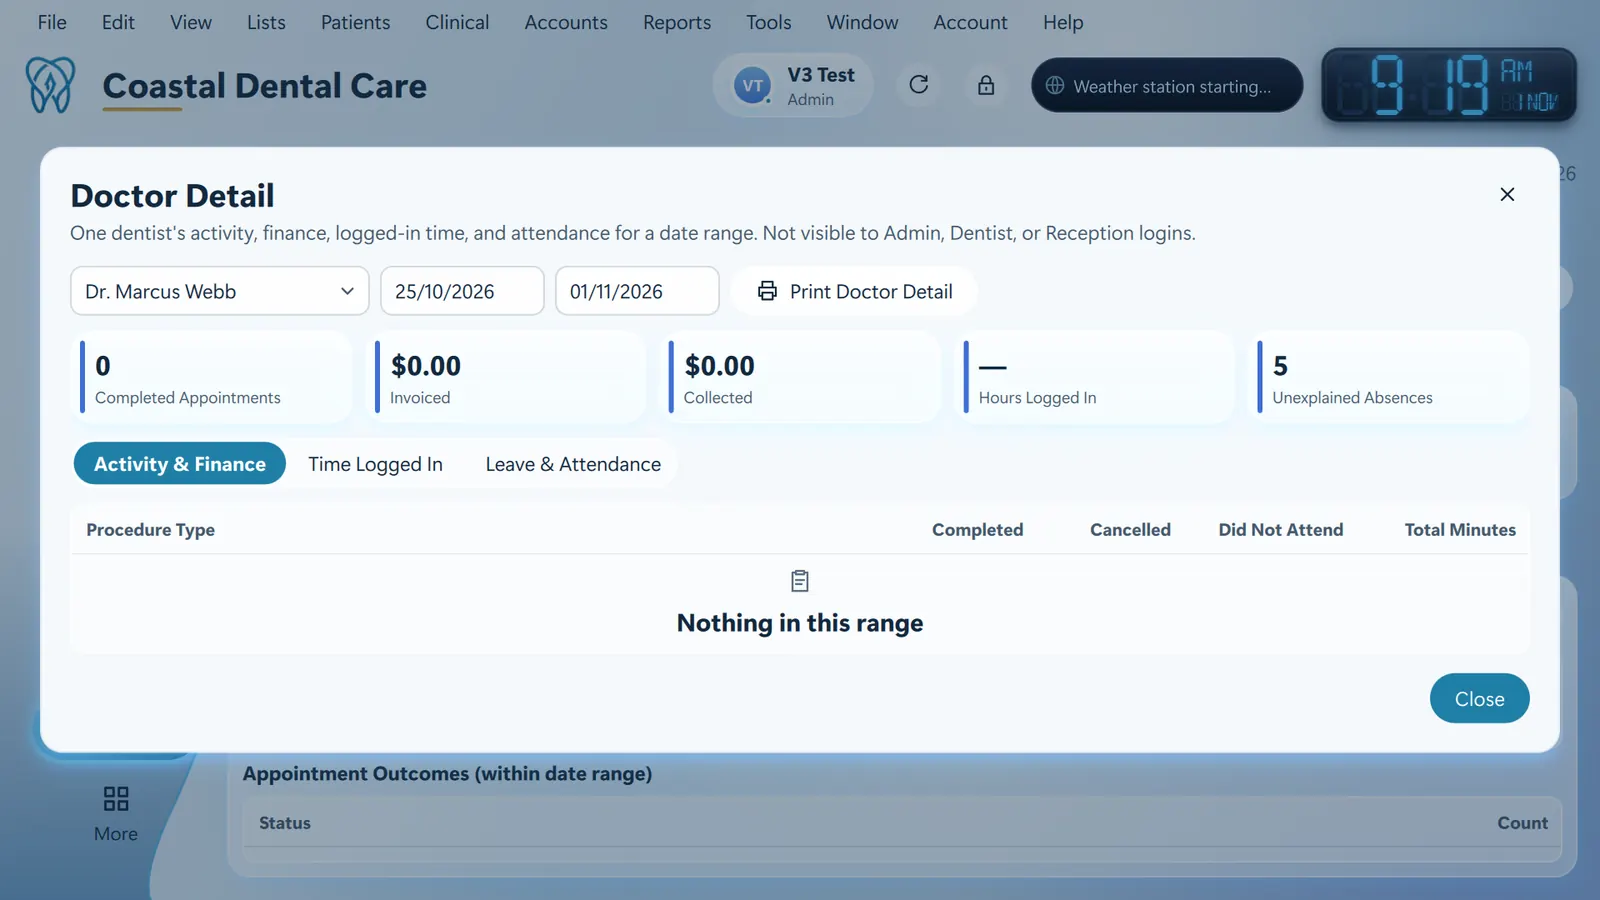 File Edit View Lists Patients Clinical Accounts Reports Tools Window Account Help
Coastal Dental Care
VT
V3 Test
Admin
Weather station starting...
9 19 AM
1 NOV
26
Doctor Detail
One dentist's activity, finance, logged-in time, and attendance for a date range. Not visible to Admin, Dentist, or Reception logins.
Dr. Marcus Webb 25/10/2026 01/11/2026 Print Doctor Detail
0 $0.00 $0.00 — 5
Completed Appointments Invoiced Collected Hours Logged In Unexplained Absences
Activity & Finance Time Logged In Leave & Attendance
Procedure Type Completed Cancelled Did Not Attend Total Minutes
Nothing in this range
Close
Appointment Outcomes (within date range)
Status Count
More